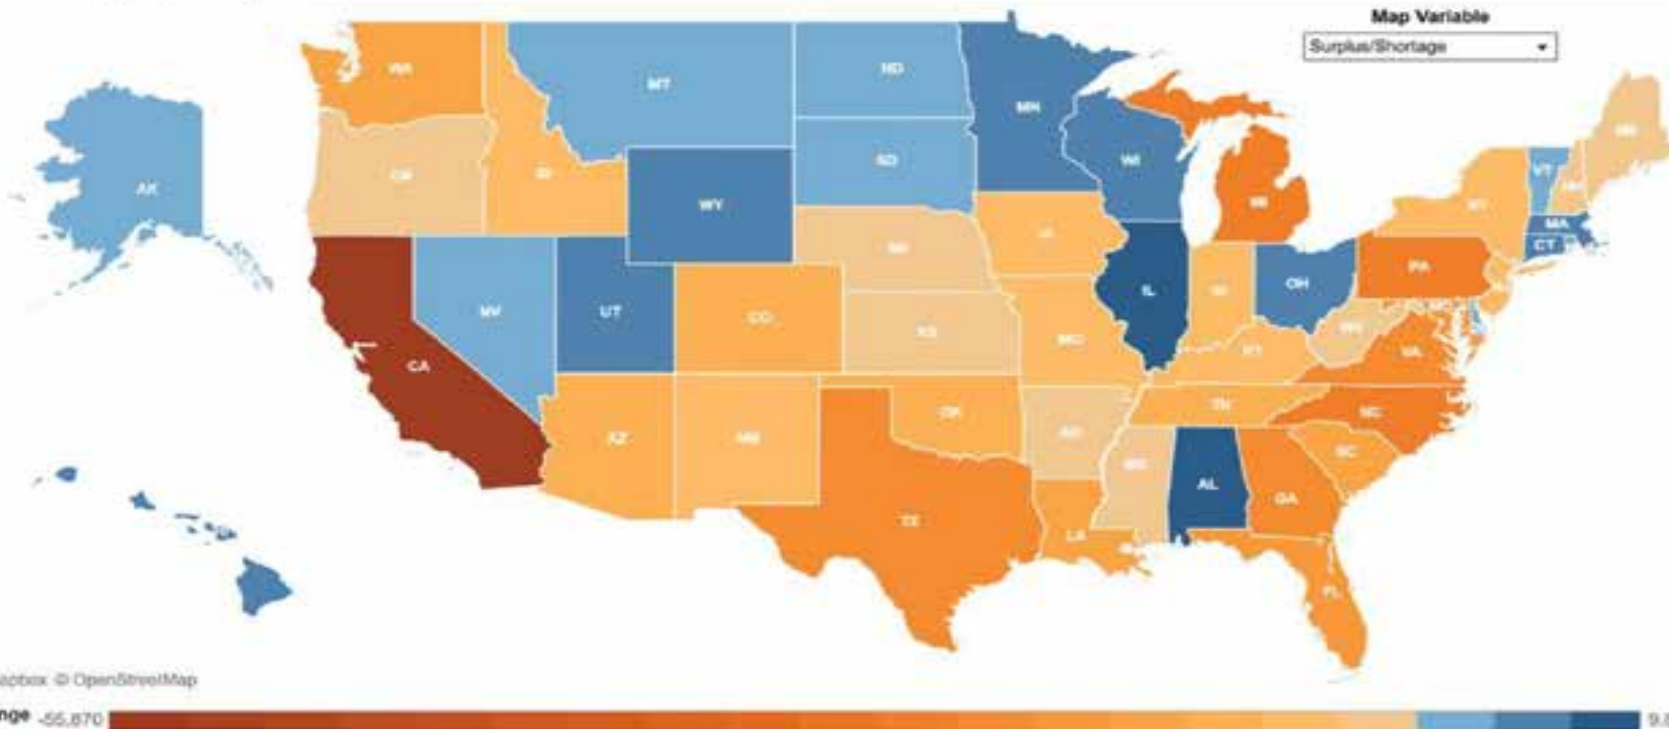 Map Variable
Surplus/Shortage
WA
MT
ND
MN
SD
WI
MI
VT
NH
MA
CT
AK
OR
ID
WY
IA
NY
PA
NE
IL
IN
OH
NV
UT
CO
KS
MO
KY
WV
VA
CA
AZ
NM
OK
AR
TN
NC
SC
MS
AL
GA
TX
LA
FL
© OpenStreetMap
-55,870